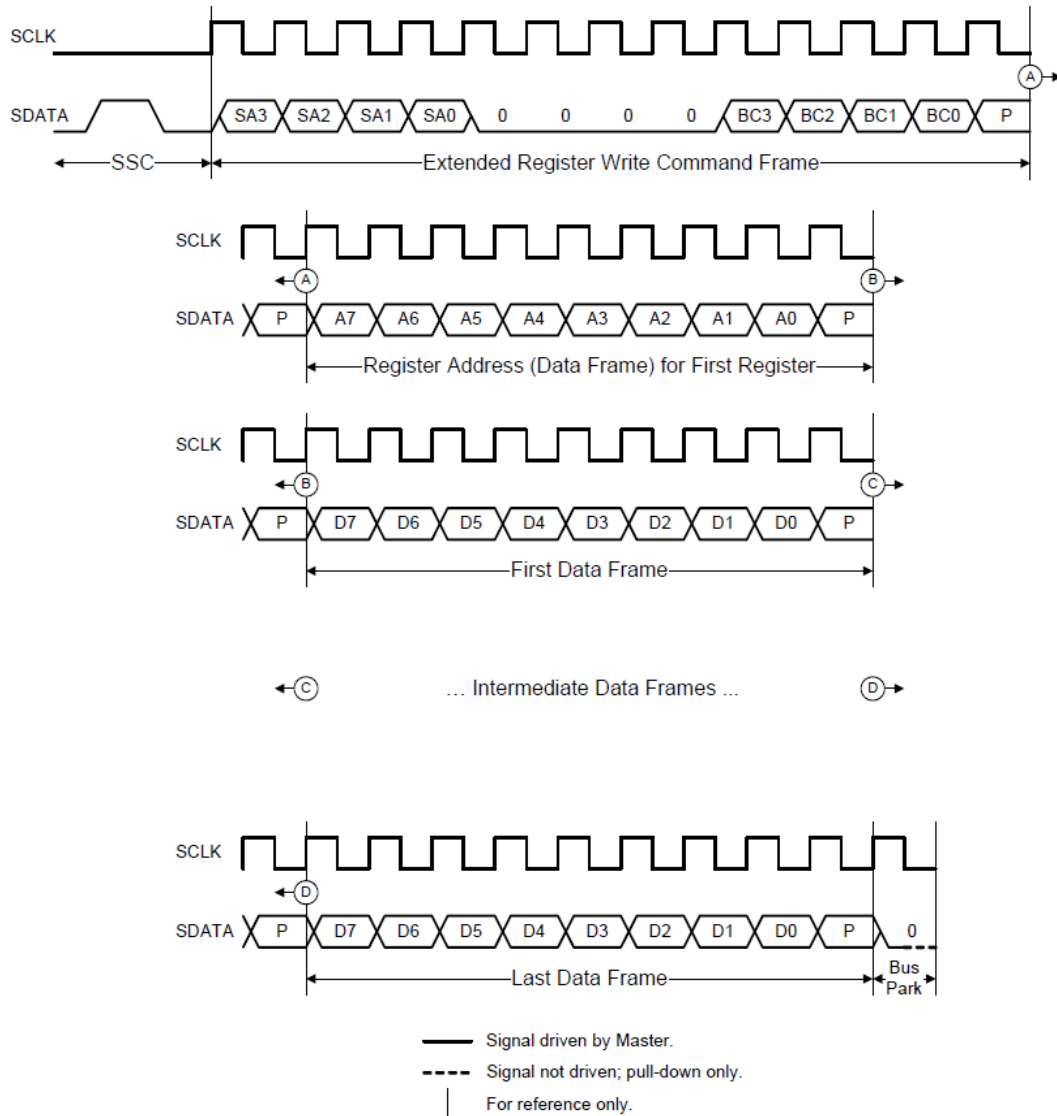 SCLK
A
SDATA SA3 SA2 SA1 SA0 0 0 0 0 BC3 BC2 BC1 BC0 P
SSC Extended Register Write Command Frame
SCLK
A B
SDATA P A7 A6 A5 A4 A3 A2 A1 A0 P
Register Address (Data Frame) for First Register
SCLK
B C
SDATA P D7 D6 D5 D4 D3 D2 D1 D0 P
First Data Frame
C ... Intermediate Data Frames ... D
SCLK
D
SDATA P D7 D6 D5 D4 D3 D2 D1 D0 P 0
Last Data Frame Bus
Park
Signal driven by Master.
Signal not driven; pull-down only.
For reference only.